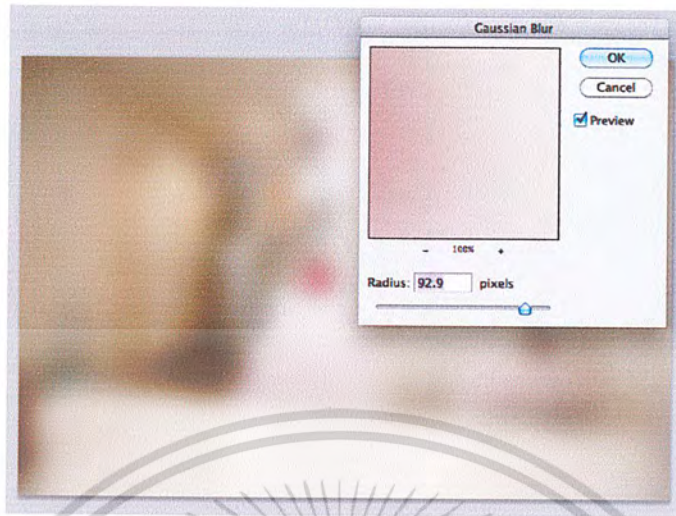 Gaussian Blur
OK
Cancel
Preview
- 100% +
Radius: 92.9 pixels